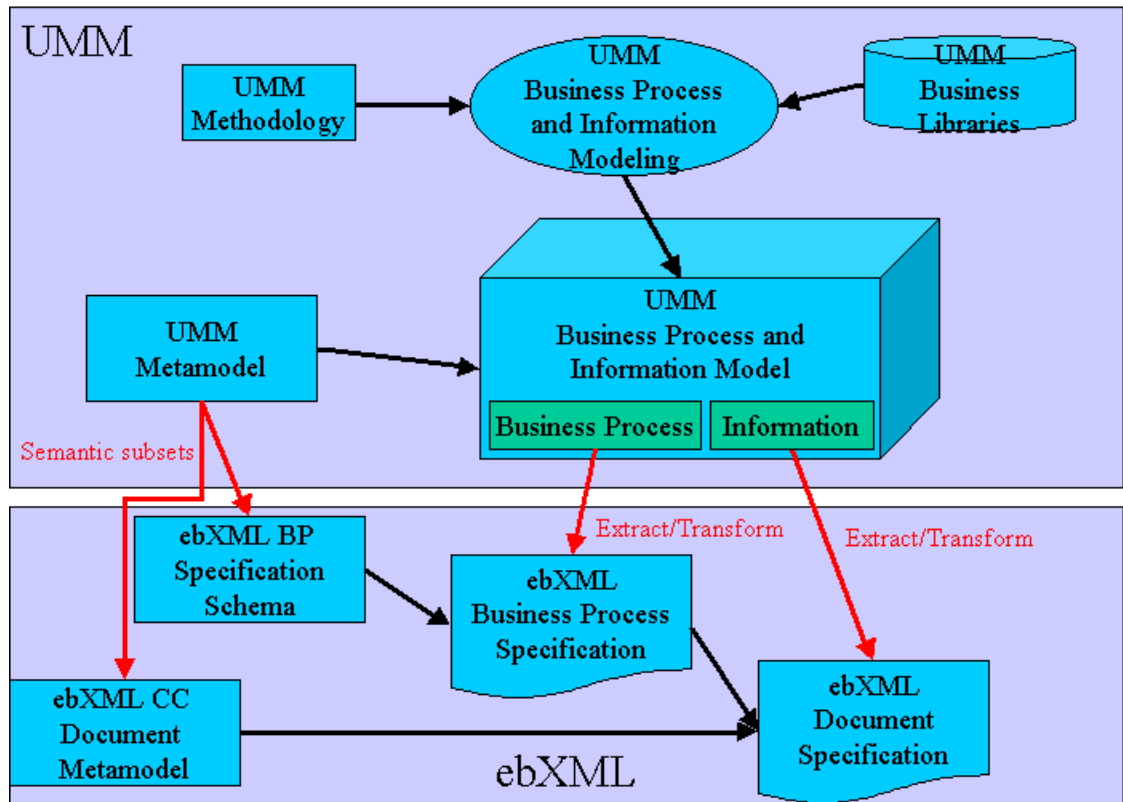 UMM
UMM
Methodology
UMM
Business Process
and Information
Modeling
UMM
Business
Libraries
UMM
Metamodel
UMM
Business Process and
Information Model
Business Process
Information
Semantic subsets
Extract/Transform
Extract/Transform
ebXML BP
Specification
Schema
ebXML
Business Process
Specification
ebXML CC
Document
Metamodel
ebXML
Document
Specification
ebXML